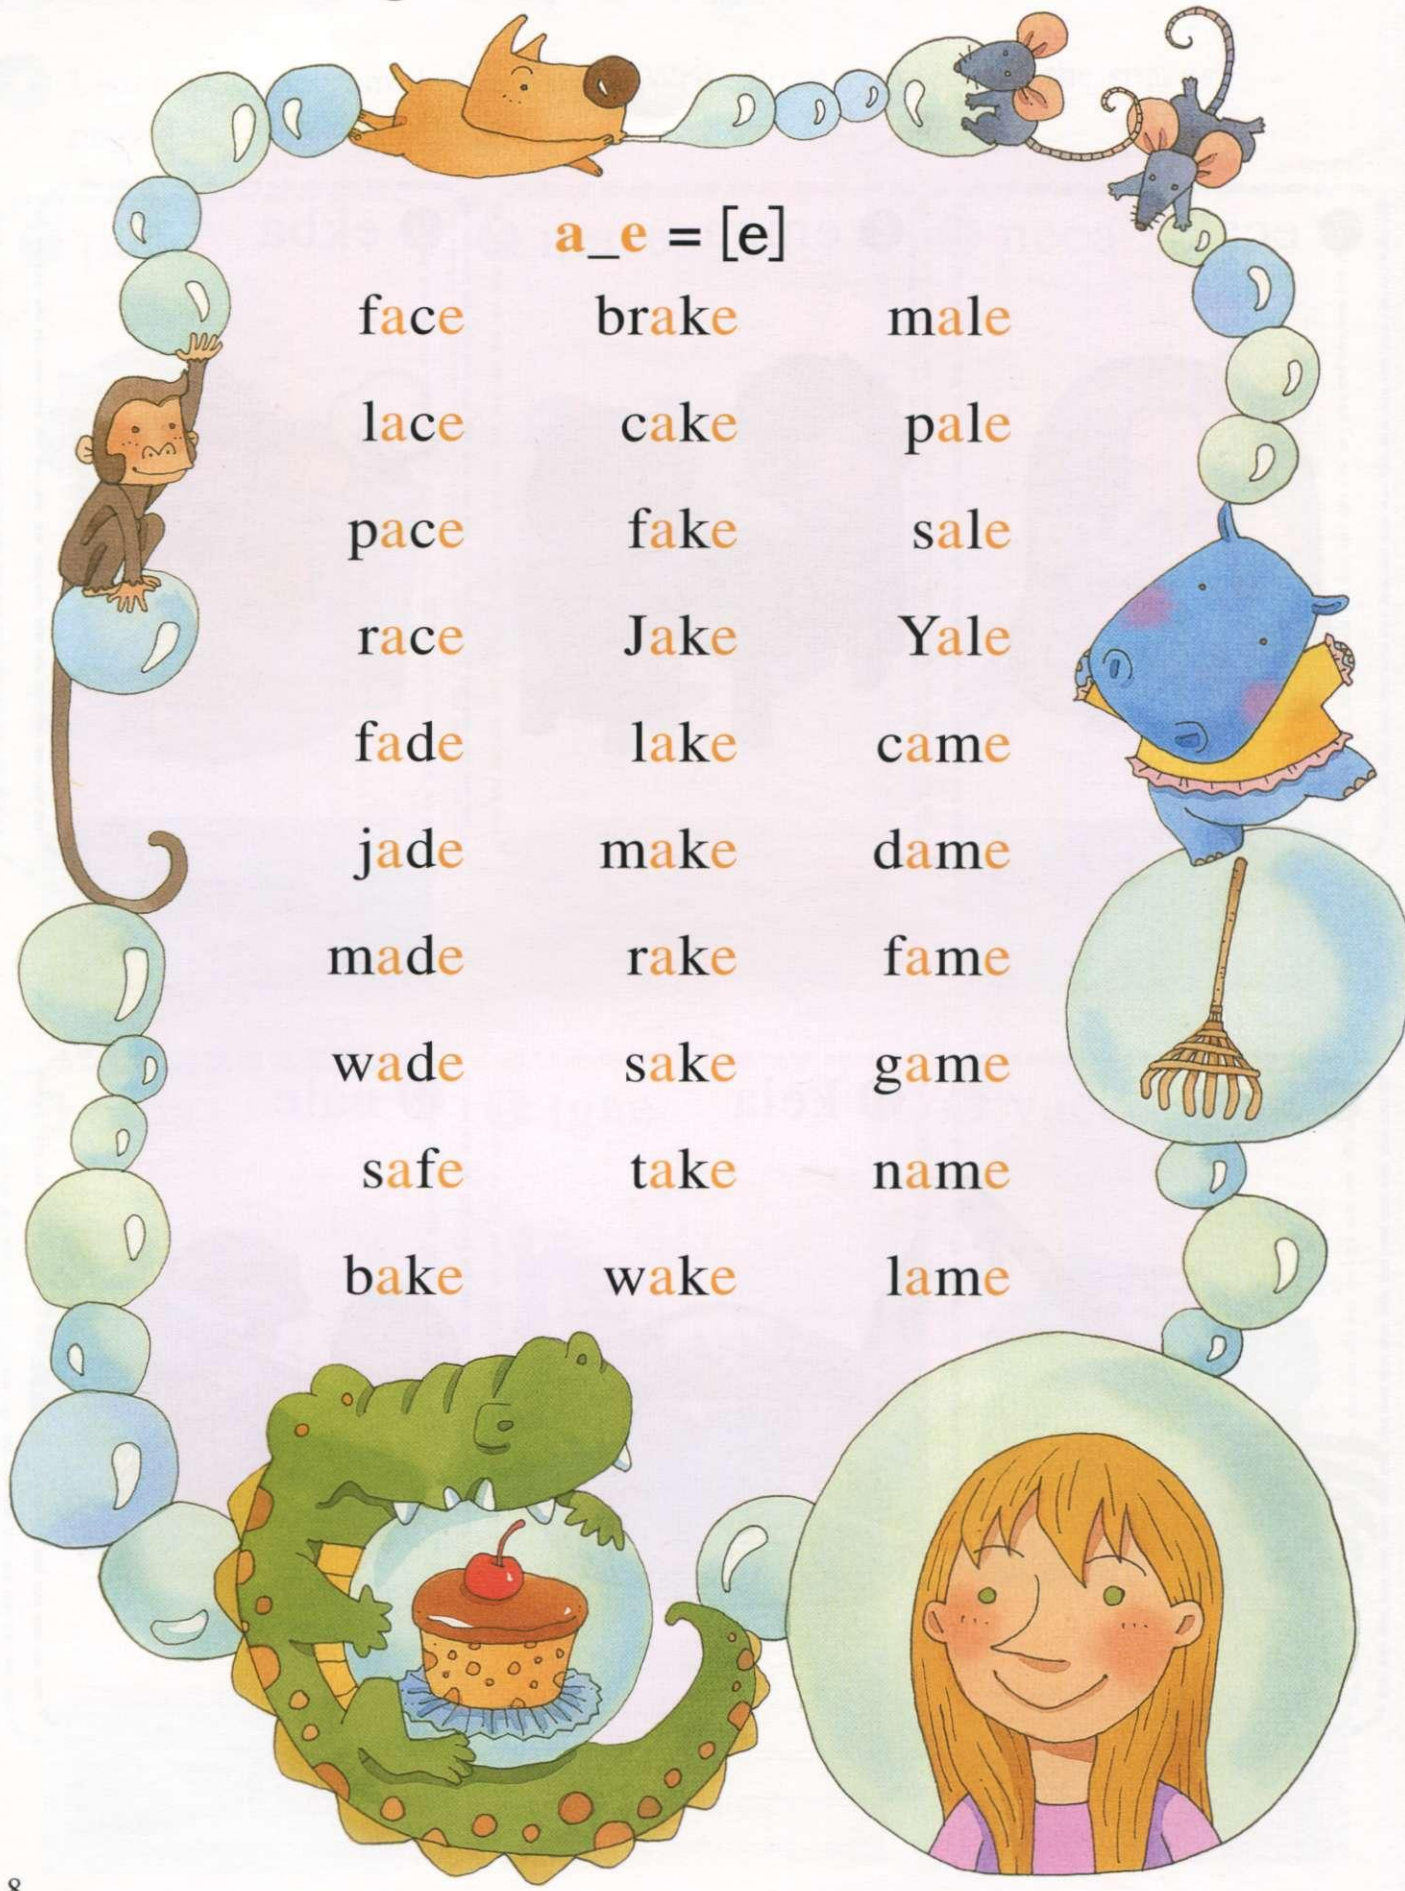 a_e = [e]
face brake male
lace cake pale
pace fake sale
race Jake Yale
fade lake came
jade make dame
made rake fame
wade sake game
safe take name
bake wake lame
8